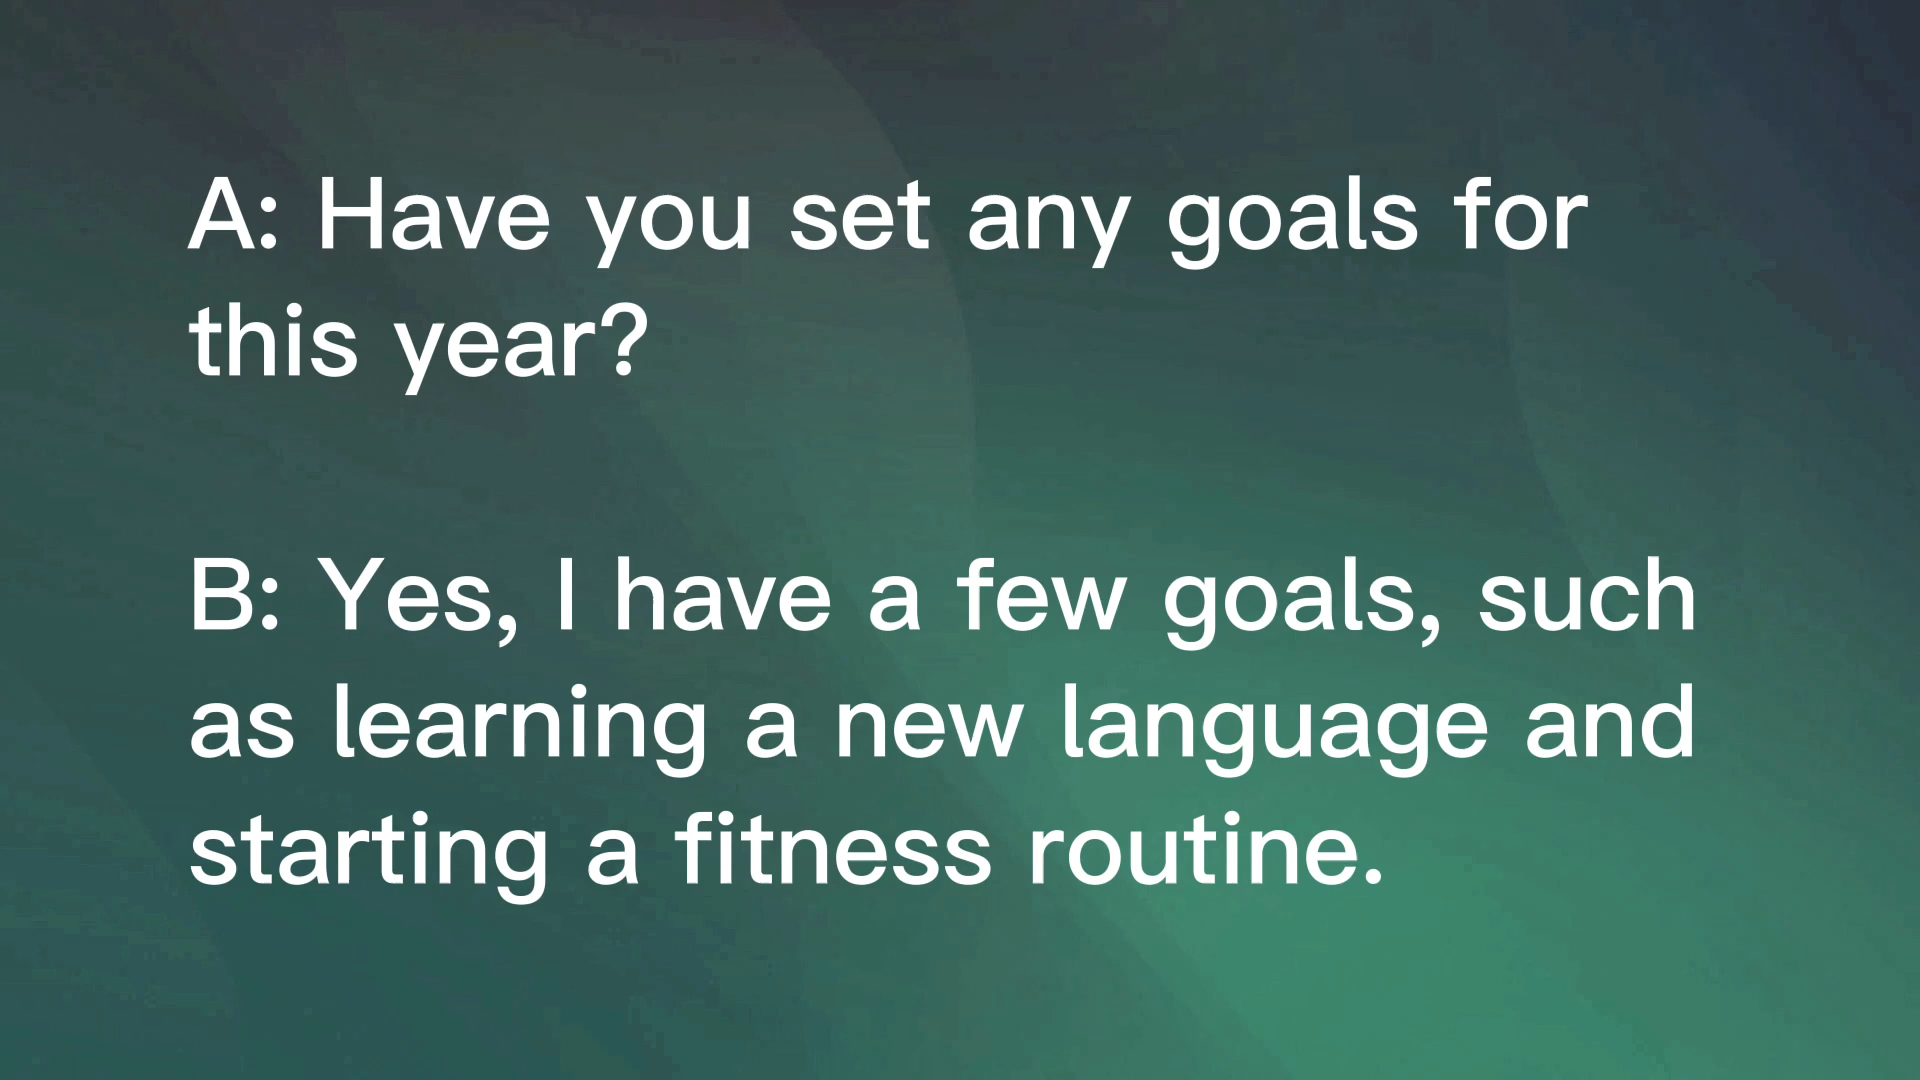 A: Have you set any goals for
this year?
B: Yes, I have a few goals, such
as learning a new language and
starting a fitness routine.